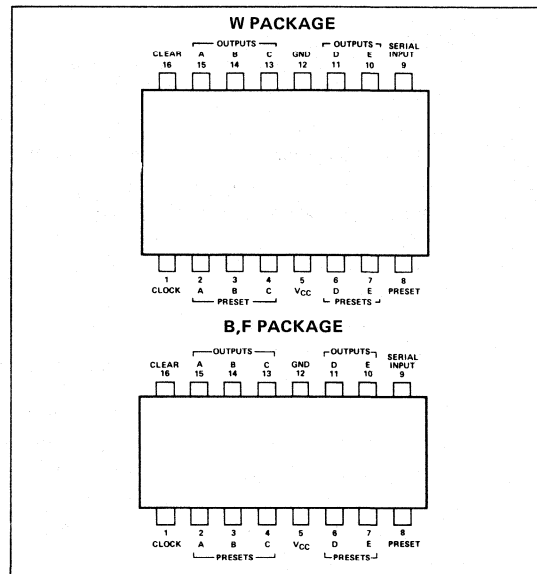 W PACKAGE
OUTPUTS OUTPUTS SERIAL
CLEAR A B C GND D E INPUT
16 15 14 13 12 11 10 9
1 2 3 4 5 6 7 8
CLOCK A B C VCC D E PRESET
PRESET PRESETS
B,F PACKAGE
OUTPUTS OUTPUTS SERIAL
CLEAR A B C GND D E INPUT
16 15 14 13 12 11 10 9
1 2 3 4 5 6 7 8
CLOCK A B C VCC D E PRESET
PRESETS PRESETS